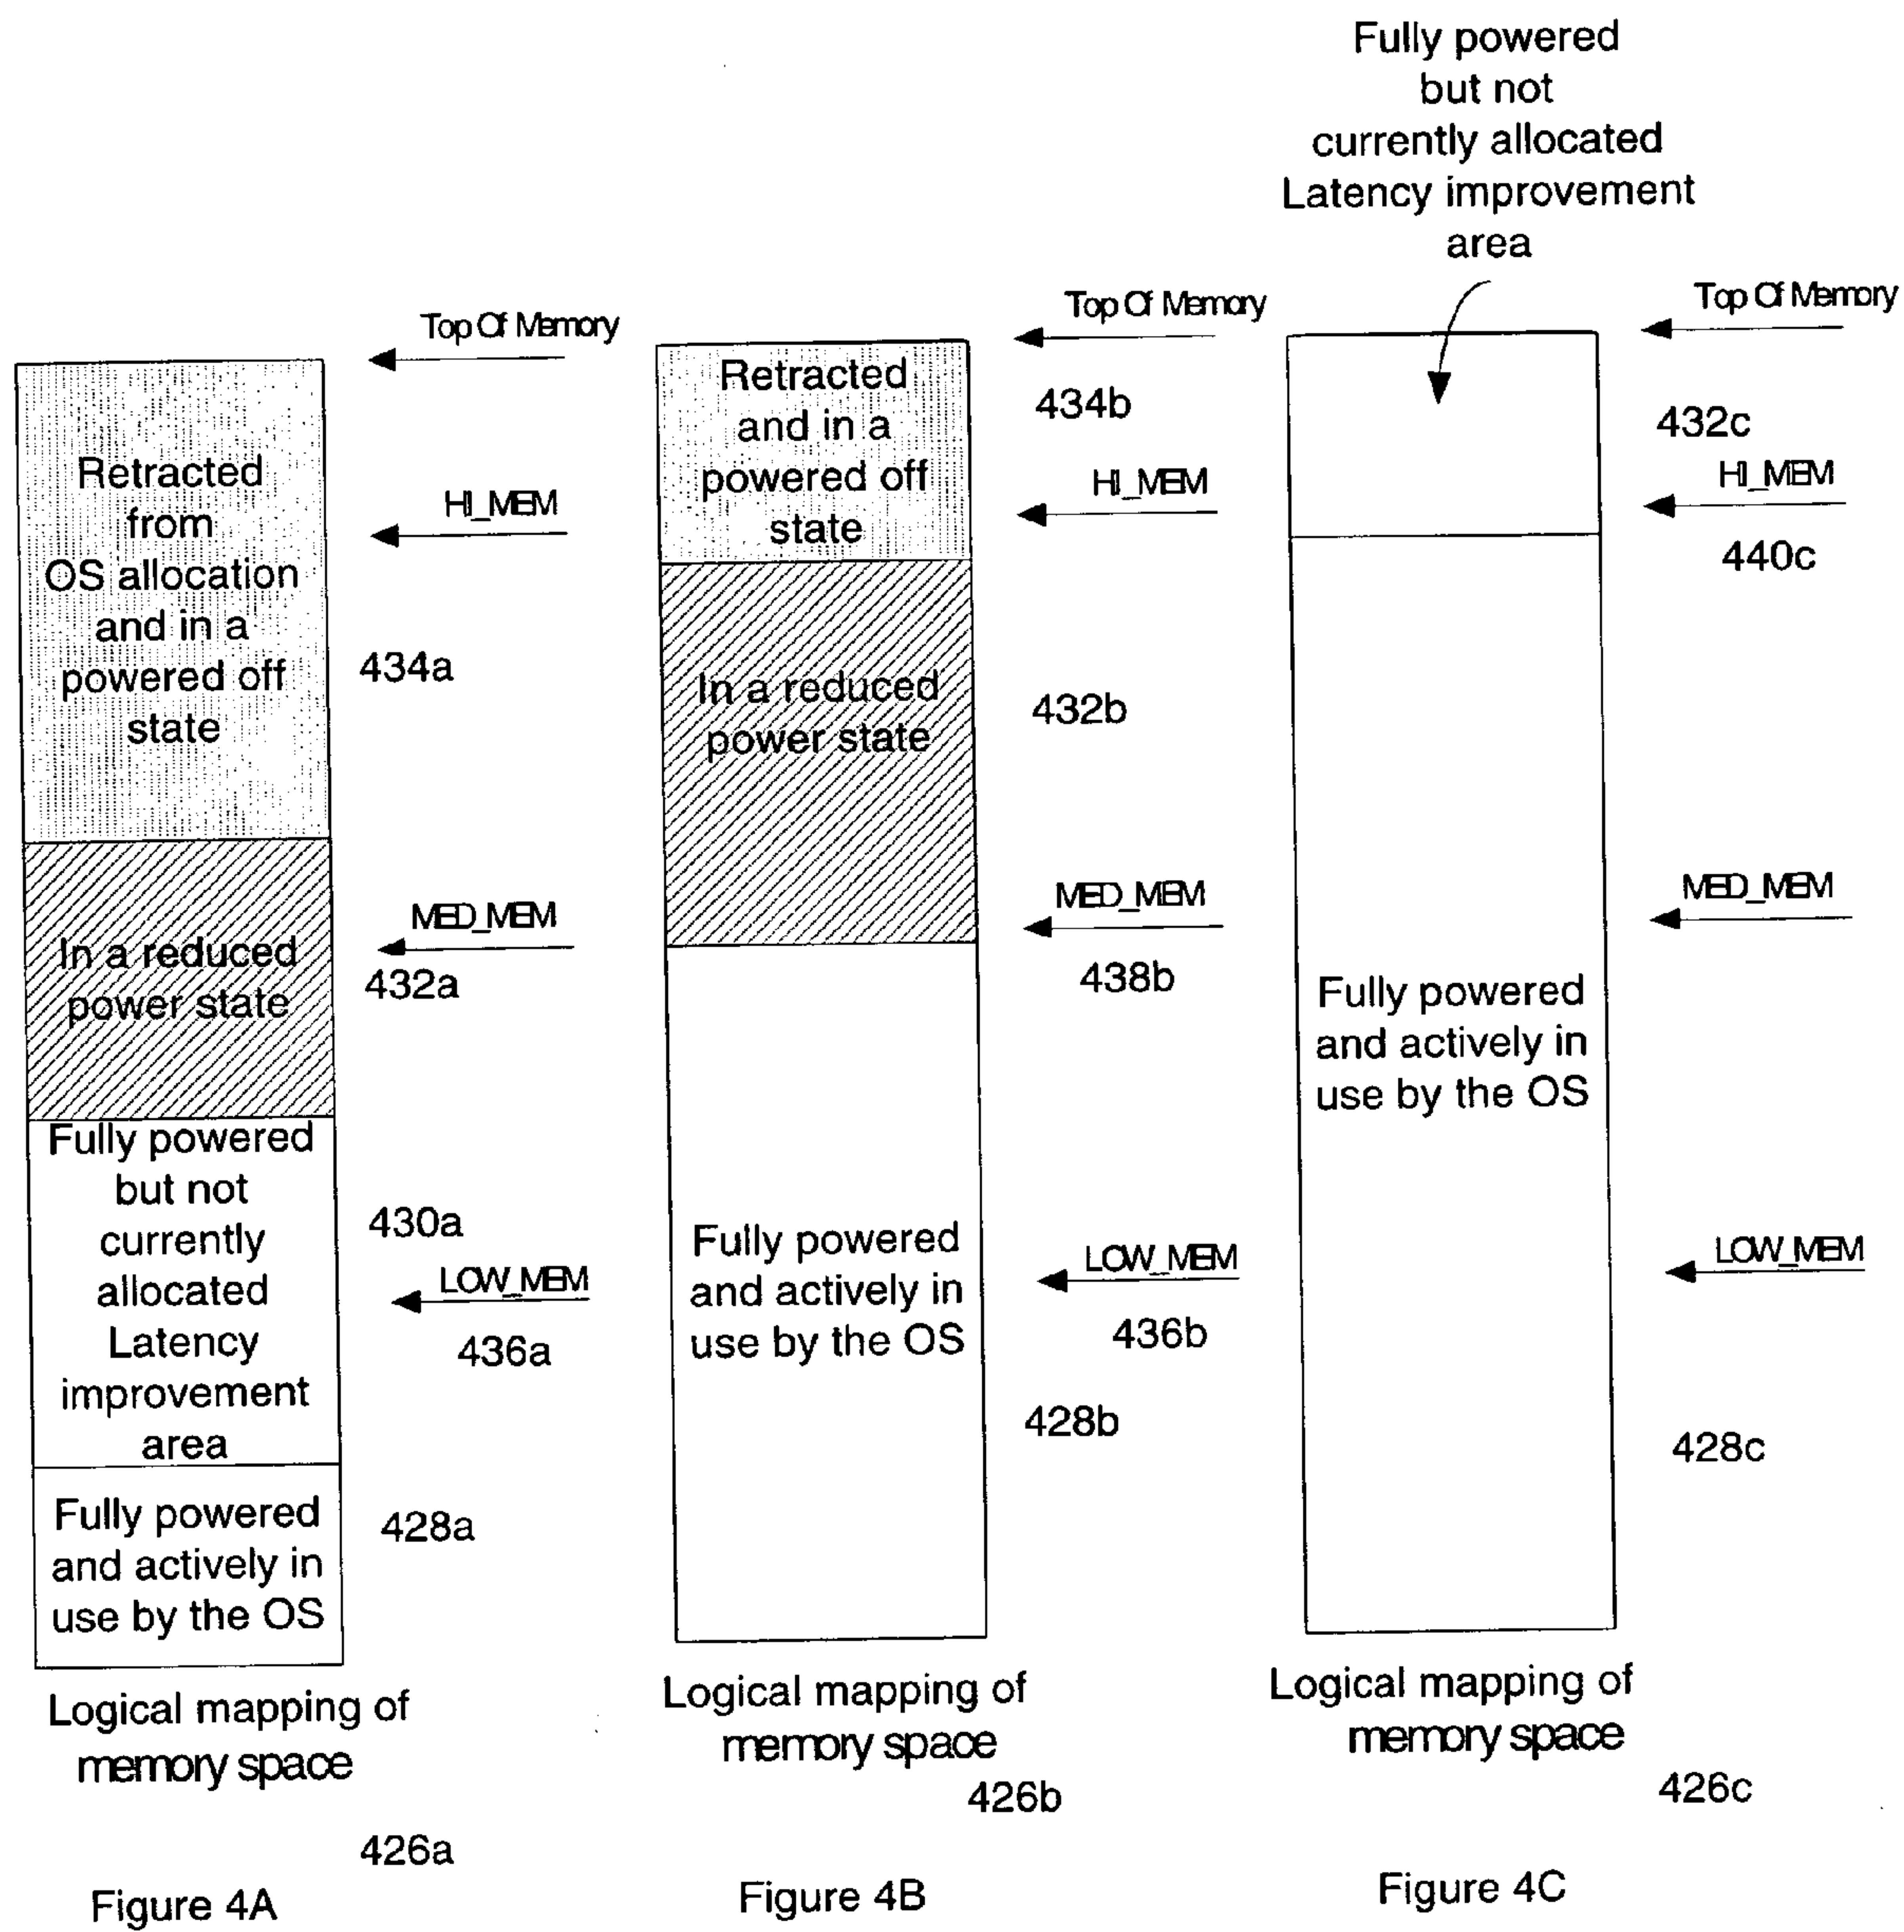 Fully powered
but not
currently allocated
Latency improvement
area
Top Of Memory
Retracted
from
OS allocation
and in a
powered off
state
HI_MEM
434a
In a reduced
power state
MED_MEM
432a
Fully powered
but not
currently
allocated
Latency
improvement
area
430a
LOW_MEM
436a
Fully powered
and actively in
use by the OS
428a
Logical mapping of
memory space
426a
Figure 4A
Top Of Memory
Retracted
and in a
powered off
state
434b
HI_MEM
In a reduced
power state
432b
MED_MEM
438b
Fully powered
and actively in
use by the OS
LOW_MEM
436b
428b
Logical mapping of
memory space
426b
Figure 4B
Top Of Memory
432c
HI_MEM
440c
MED_MEM
Fully powered
and actively in
use by the OS
LOW_MEM
428c
Logical mapping of
memory space
426c
Figure 4C